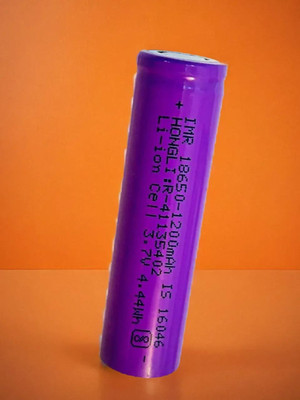 + IMR 18650-1200mAh IS 16046
HONGLI:R-41135402
Li-ion Cell 3.7V 4.44Wh -